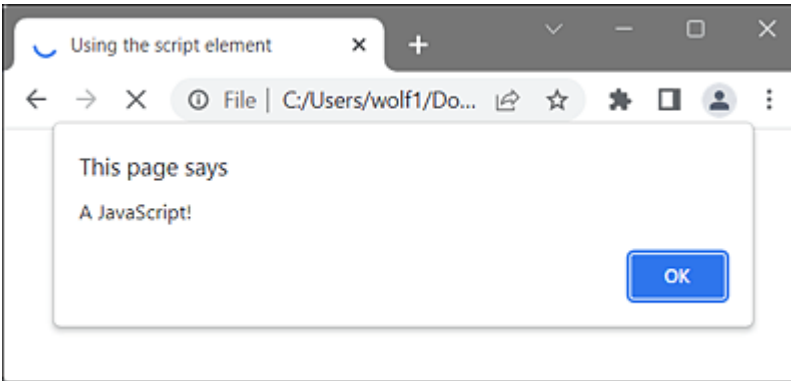 Using the script element
File | C:/Users/wolf1/Do...
This page says
A JavaScript!
OK